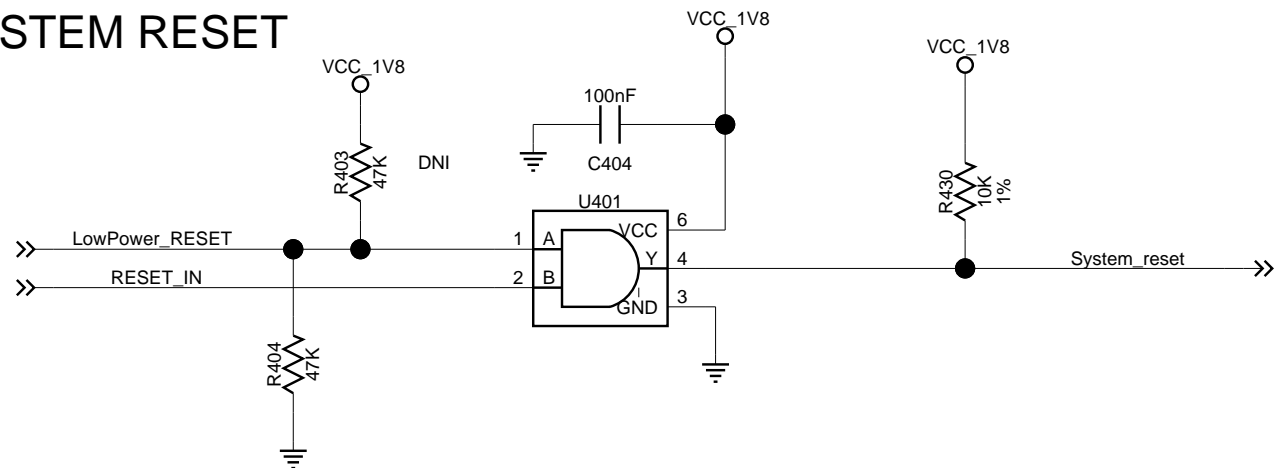 STEM RESET
VCC_1V8
VCC_1V8
VCC_1V8
100nF
C404
R403
47K
DNI
R430
10K
1%
U401
LowPower_RESET
1
A
VCC
6
RESET_IN
2
B
Y
4
System_reset
GND
3
R404
47K